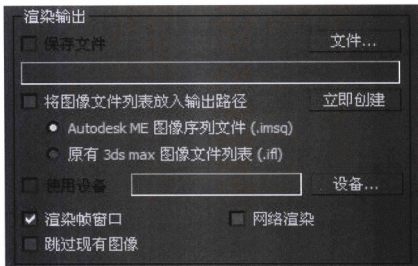 渲染输出
保存文件 文件...
将图像文件列表放入输出路径 立即创建
Autodesk ME 图像序列文件 (.imsq)
原有 3ds max 图像文件列表 (.ifl)
使用设备 设备...
渲染帧窗口 网络渲染
跳过现有图像